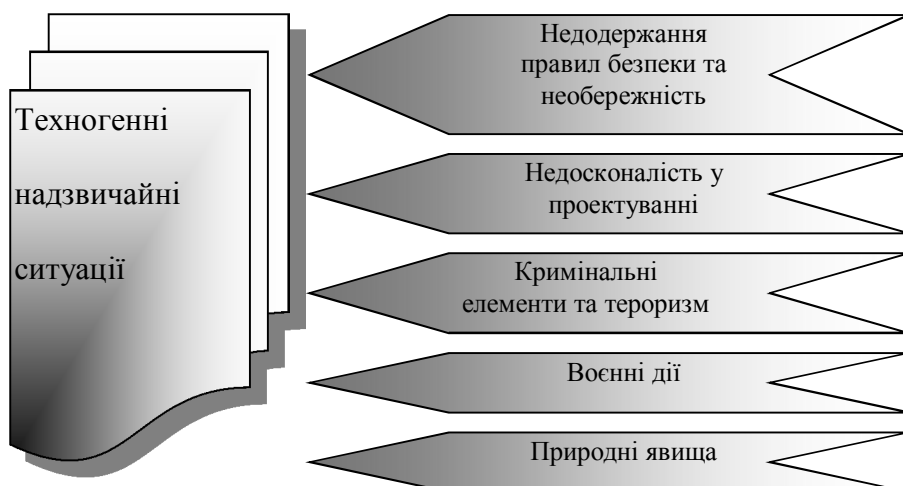 Техногенні
надзвичайні
ситуації
Недодержання
правил безпеки та
необережність
Недосконалість у
проектуванні
Кримінальні
елементи та тероризм
Воєнні дії
Природні явища